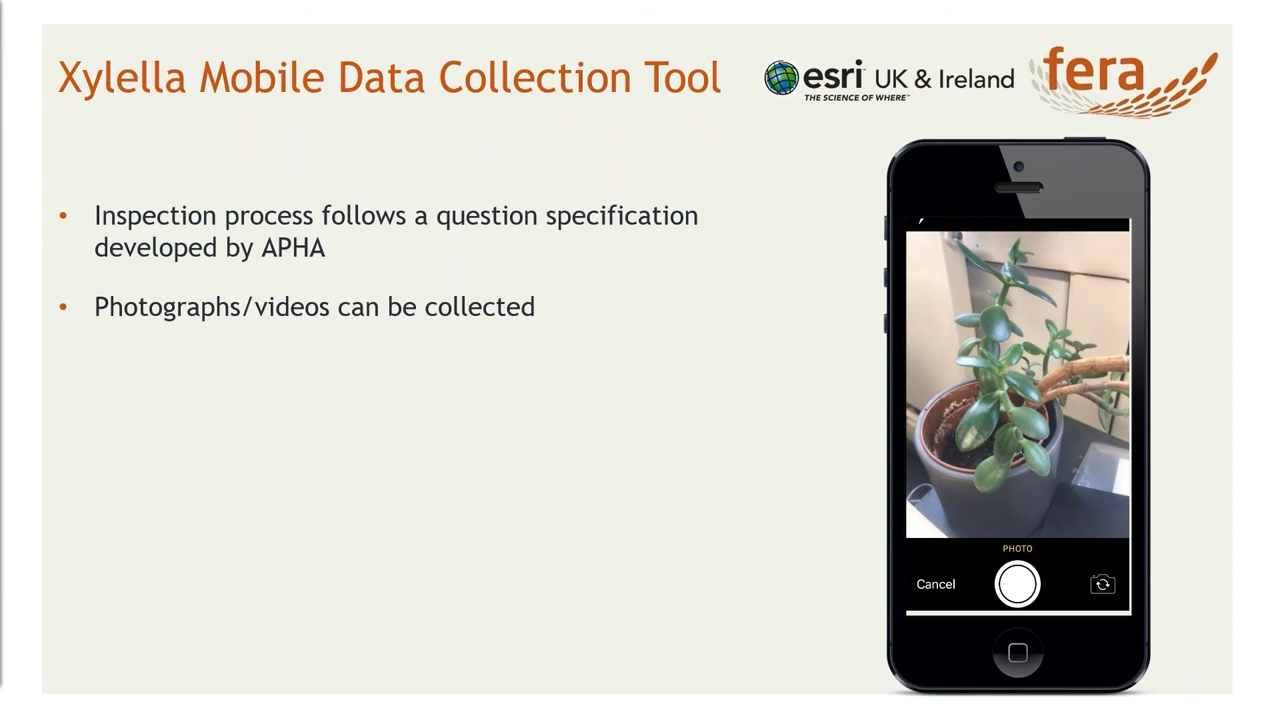 Xylella Mobile Data Collection Tool
esri UK & Ireland
THE SCIENCE OF WHERE™
fera
• Inspection process follows a question specification
developed by APHA
• Photographs/videos can be collected
PHOTO
Cancel